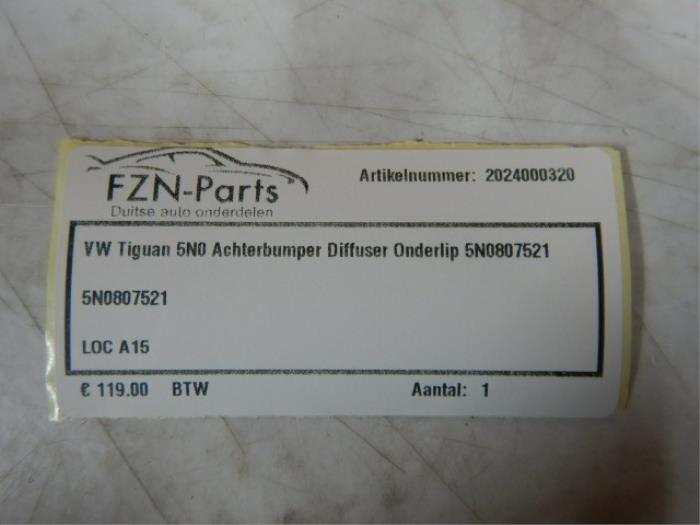 FZN-Parts
Duitse auto onderdelen
Artikelnummer: 2024000320
VW Tiguan 5N0 Achterbumper Diffuser Onderlip 5N0807521
5N0807521
LOC A15
€ 119.00 BTW Aantal: 1